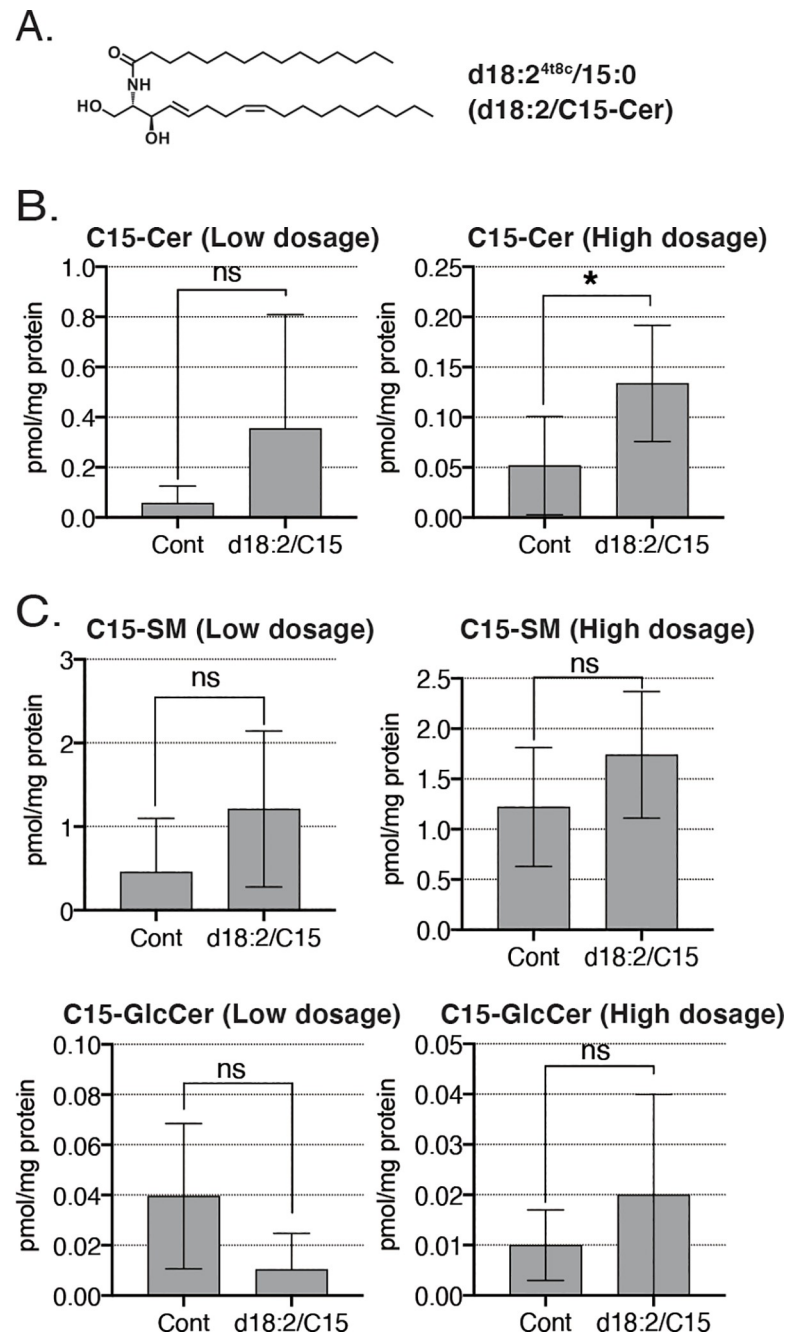 A.
O
NH
HO
OH
d18:2⁴ᵗ⁸ᶜ/15:0
(d18:2/C15-Cer)
B.
C15-Cer (Low dosage)
pmol/mg protein
1.0
0.8
0.6
0.4
0.2
0.0
ns
Cont d18:2/C15
C15-Cer (High dosage)
pmol/mg protein
0.25
0.20
0.15
0.10
0.05
0.00
*
Cont d18:2/C15
C.
C15-SM (Low dosage)
pmol/mg protein
3
2
1
0
ns
Cont d18:2/C15
C15-SM (High dosage)
pmol/mg protein
2.5
2.0
1.5
1.0
0.5
0.0
ns
Cont d18:2/C15
C15-GlcCer (Low dosage)
pmol/mg protein
0.10
0.08
0.06
0.04
0.02
0.00
ns
Cont d18:2/C15
C15-GlcCer (High dosage)
pmol/mg protein
0.05
0.04
0.03
0.02
0.01
0.00
ns
Cont d18:2/C15